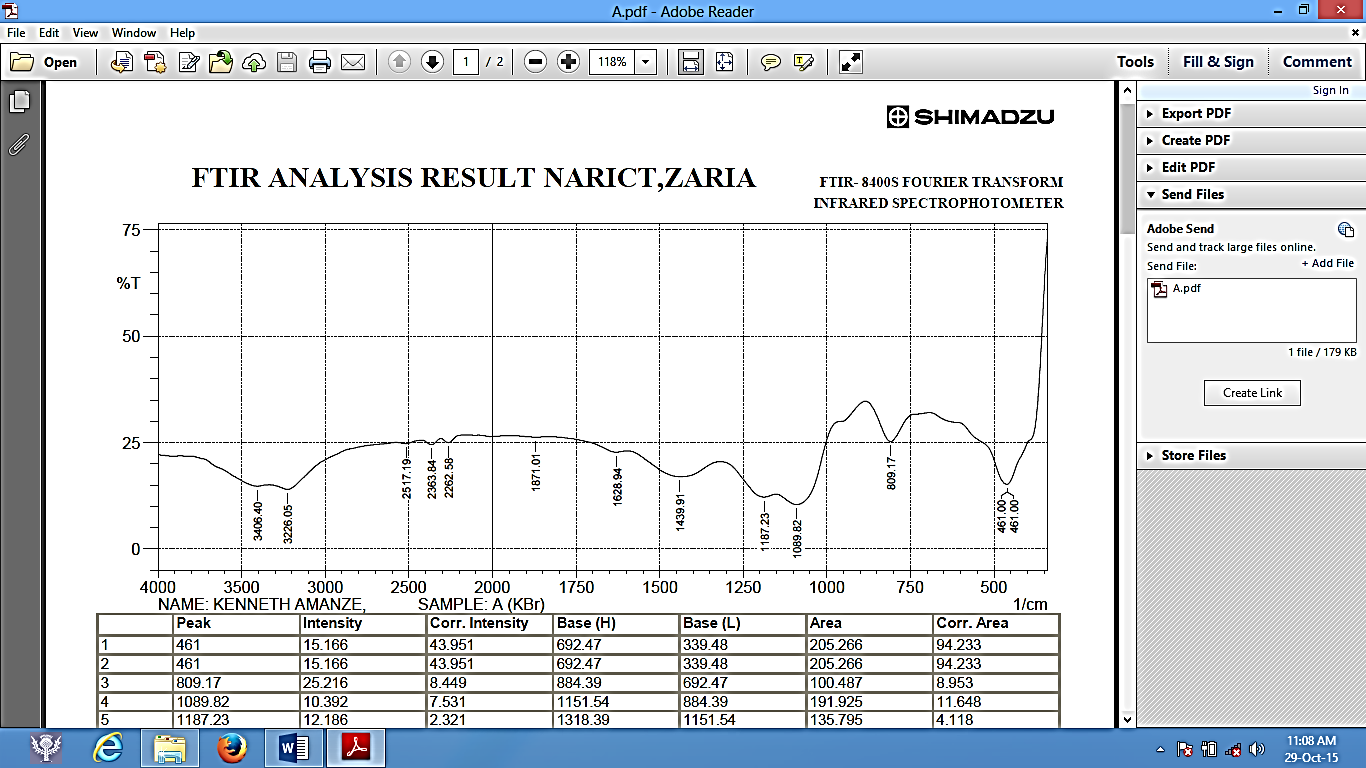 A.pdf - Adobe Reader
File Edit View Window Help
Open 1 / 2 118% Tools Fill & Sign Comment
Sign In
SHIMADZU
FTIR ANALYSIS RESULT NARICT,ZARIA
FTIR- 8400S FOURIER TRANSFORM
INFRARED SPECTROPHOTOMETER
75
%T
50
25
0
3406.40
3226.05
2517.19
2363.84
2262.58
1871.01
1628.94
1439.91
1187.23
1089.82
809.17
461.00
461.00
4000 3500 3000 2500 2000 1750 1500 1250 1000 750 500
NAME: KENNETH AMANZE, SAMPLE: A (KBr) 1/cm
Peak Intensity Corr. Intensity Base (H) Base (L) Area Corr. Area
1 461 15.166 43.951 692.47 339.48 205.266 94.233
2 461 15.166 43.951 692.47 339.48 205.266 94.233
3 809.17 25.216 8.449 884.39 692.47 100.487 8.953
4 1089.82 10.392 7.531 1151.54 884.39 191.925 11.648
5 1187.23 12.186 2.321 1318.39 1151.54 135.795 4.118
Export PDF
Create PDF
Edit PDF
Send Files
Adobe Send
Send and track large files online.
Send File: + Add File
A.pdf
1 file / 179 KB
Create Link
Store Files
11:08 AM
29-Oct-15